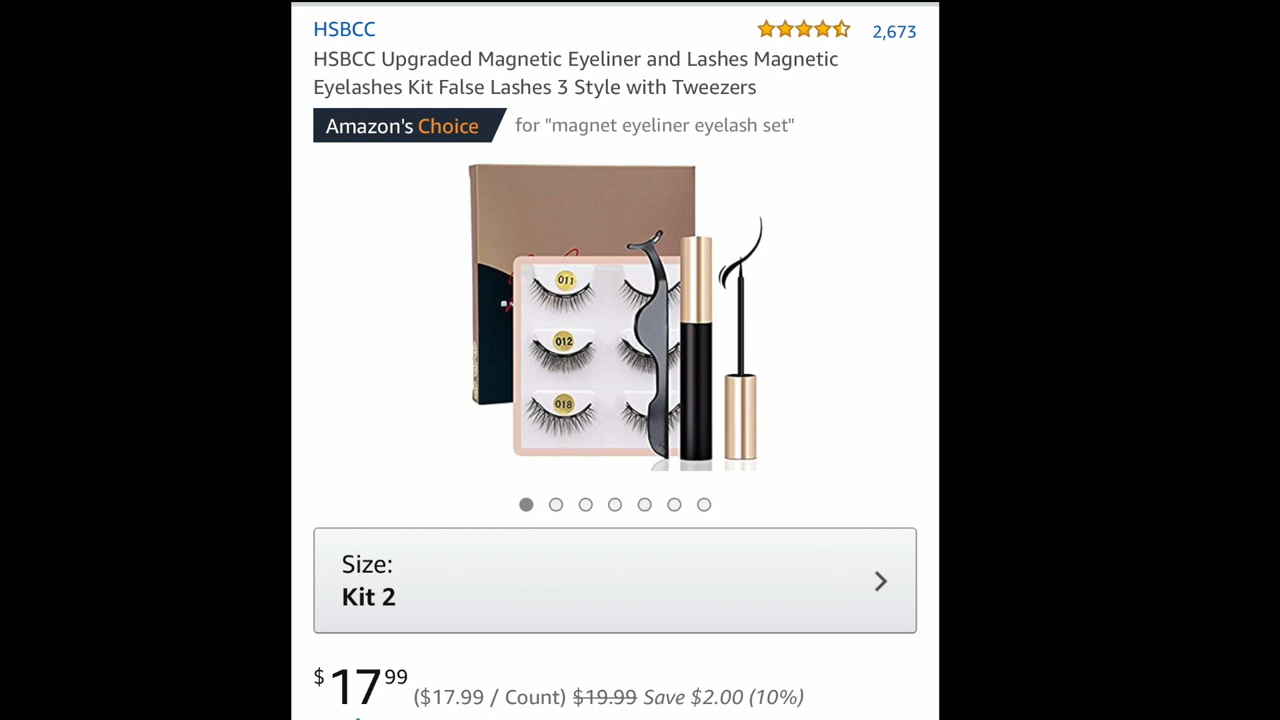 HSBCC 2,673
HSBCC Upgraded Magnetic Eyeliner and Lashes Magnetic
Eyelashes Kit False Lashes 3 Style with Tweezers
Amazon's Choice for "magnet eyeliner eyelash set"
011
012
018
Size:
Kit 2
$17.99 ($17.99 / Count) $19.99 Save $2.00 (10%)